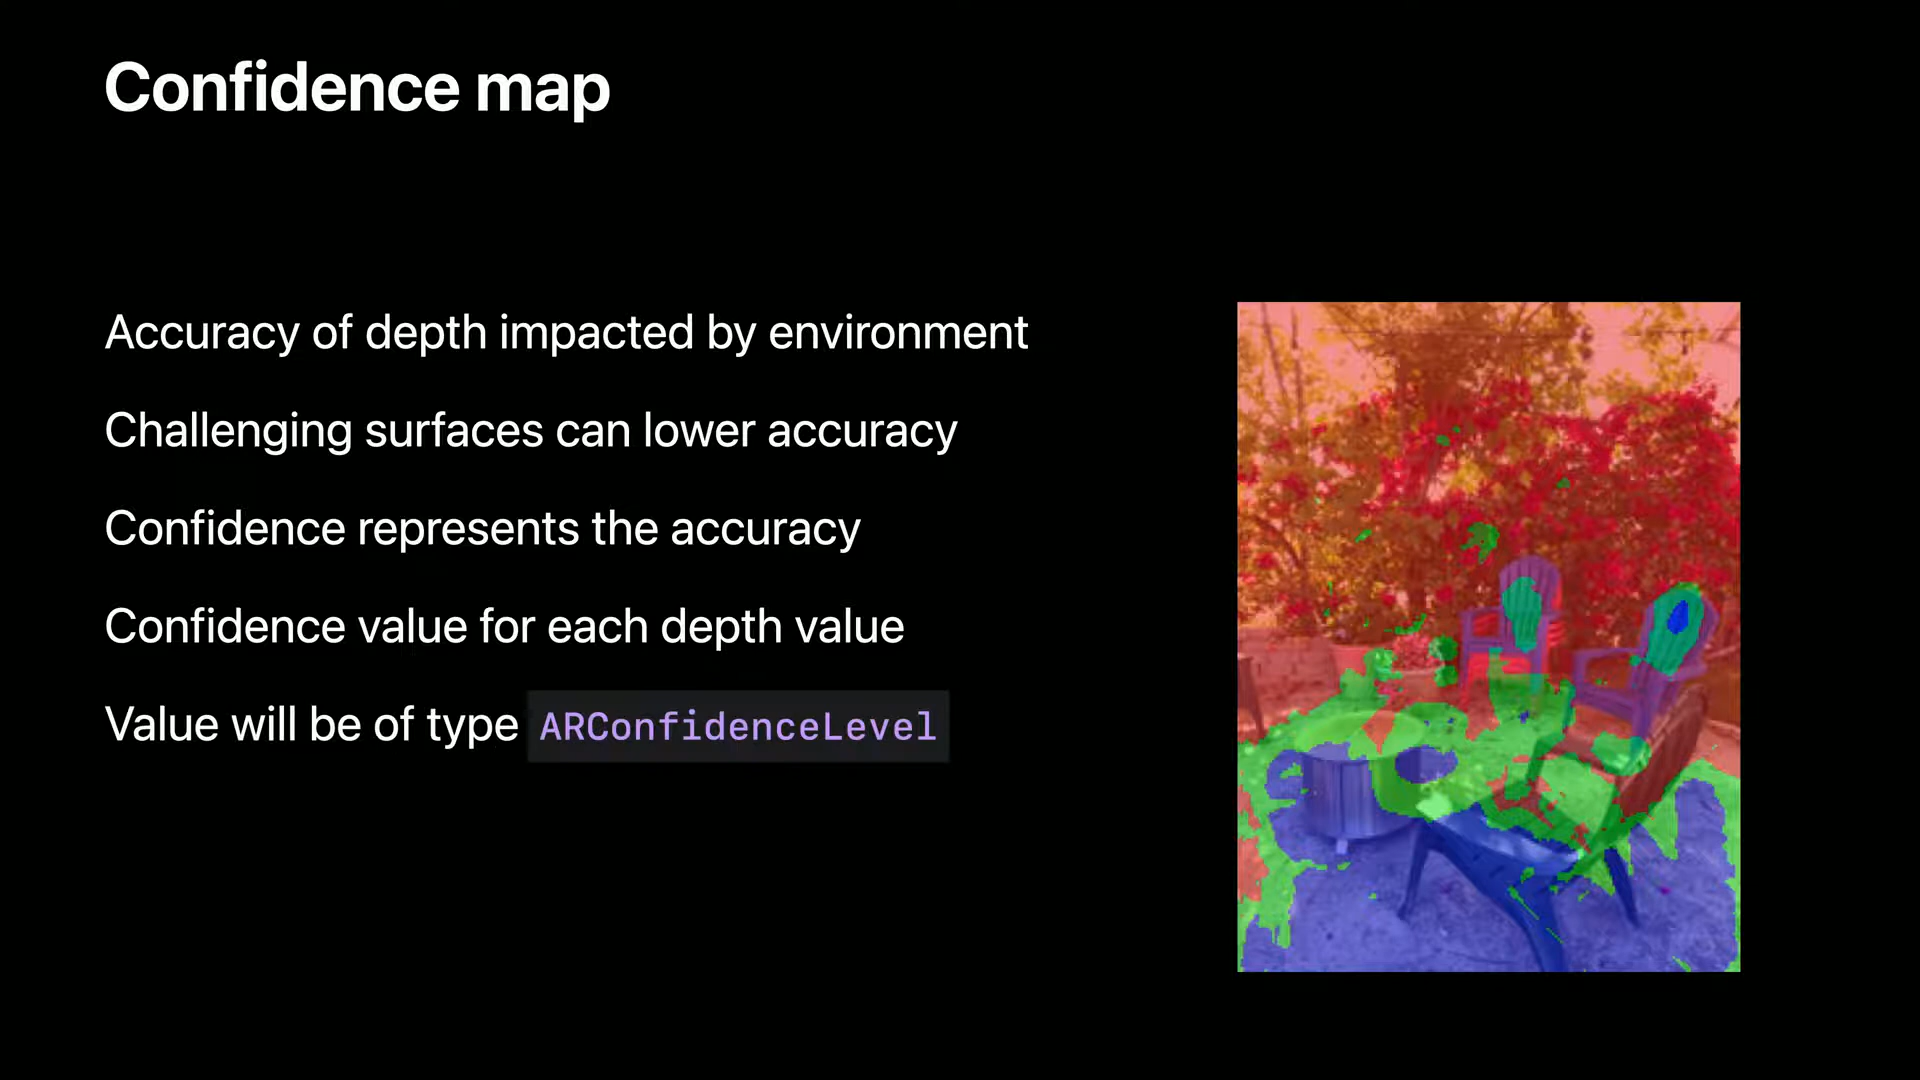 Confidence map
Accuracy of depth impacted by environment
Challenging surfaces can lower accuracy
Confidence represents the accuracy
Confidence value for each depth value
Value will be of type ARConfidenceLevel